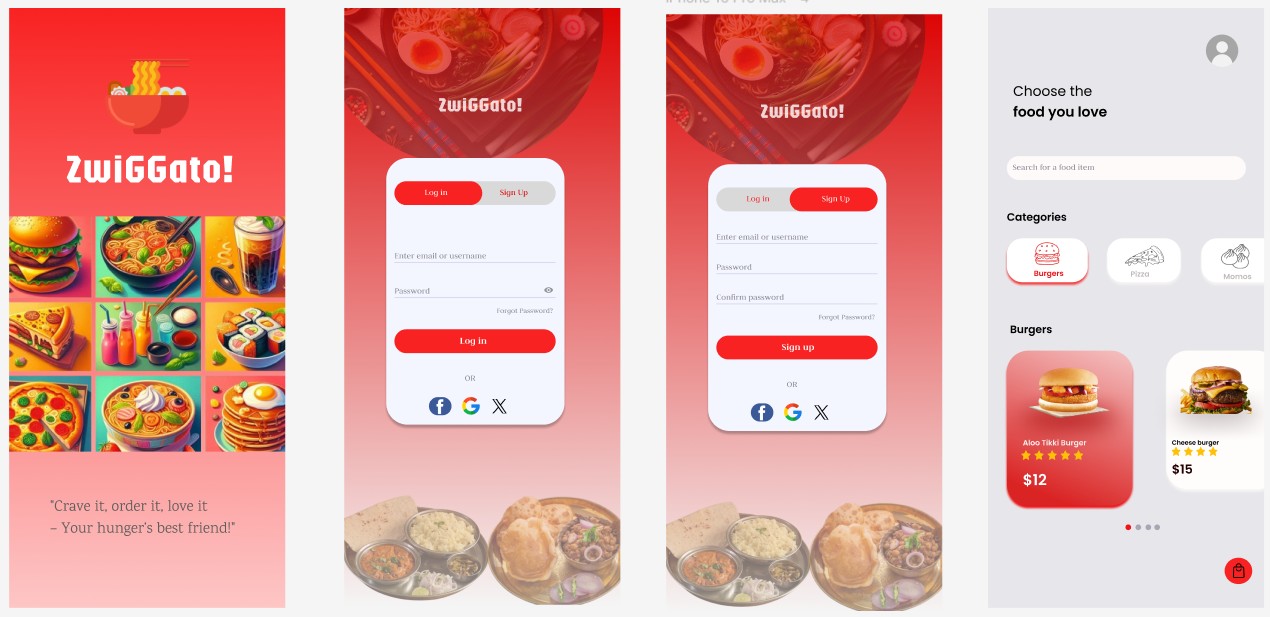 ZwiGGato!
"Crave it, order it, love it
– Your hunger's best friend!"
ZwiGGato!
Log in
Sign Up
Enter email or username
Password
Forgot Password?
Log in
OR
ZwiGGato!
Log in
Sign Up
Enter email or username
Password
Confirm password
Forgot Password?
Sign up
OR
Choose the
food you love
Search for a food item
Categories
Burgers
Pizza
Momos
Burgers
Aloo Tikki Burger
$12
Cheese burger
$15